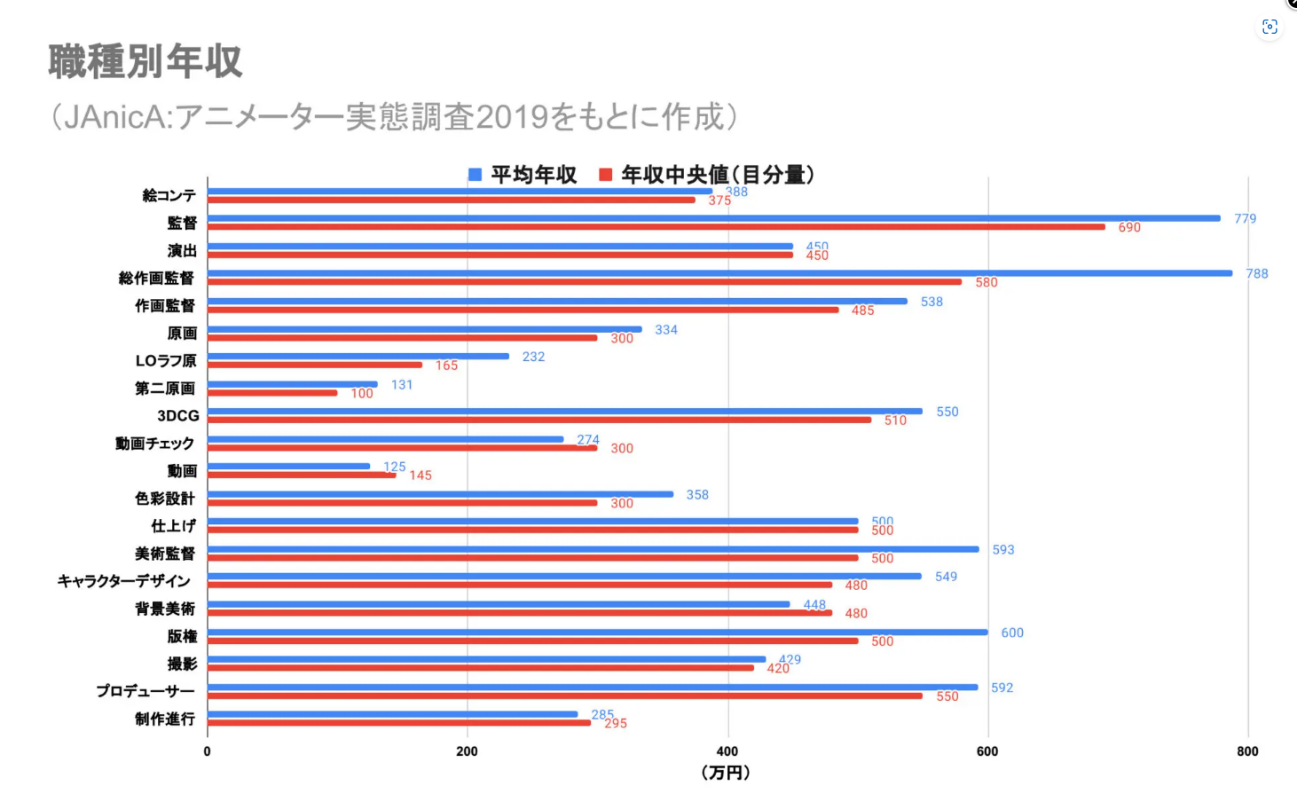 職種別年収
（JAnicA:アニメーター実態調査2019をもとに作成）
平均年収 年収中央値（目分量）
絵コンテ 388 375
監督 779 690
演出 450 450
総作画監督 788 580
作画監督 538 485
原画 334 300
LOラフ原 232 165
第二原画 131 100
3DCG 550 510
動画チェック 274 300
動画 125 145
色彩設計 358 300
仕上げ 500 500
美術監督 593 500
キャラクターデザイン 549 480
背景美術 448 480
版権 600 500
撮影 429 420
プロデューサー 592 550
制作進行 285 295
0 200 400 600 800
（万円）